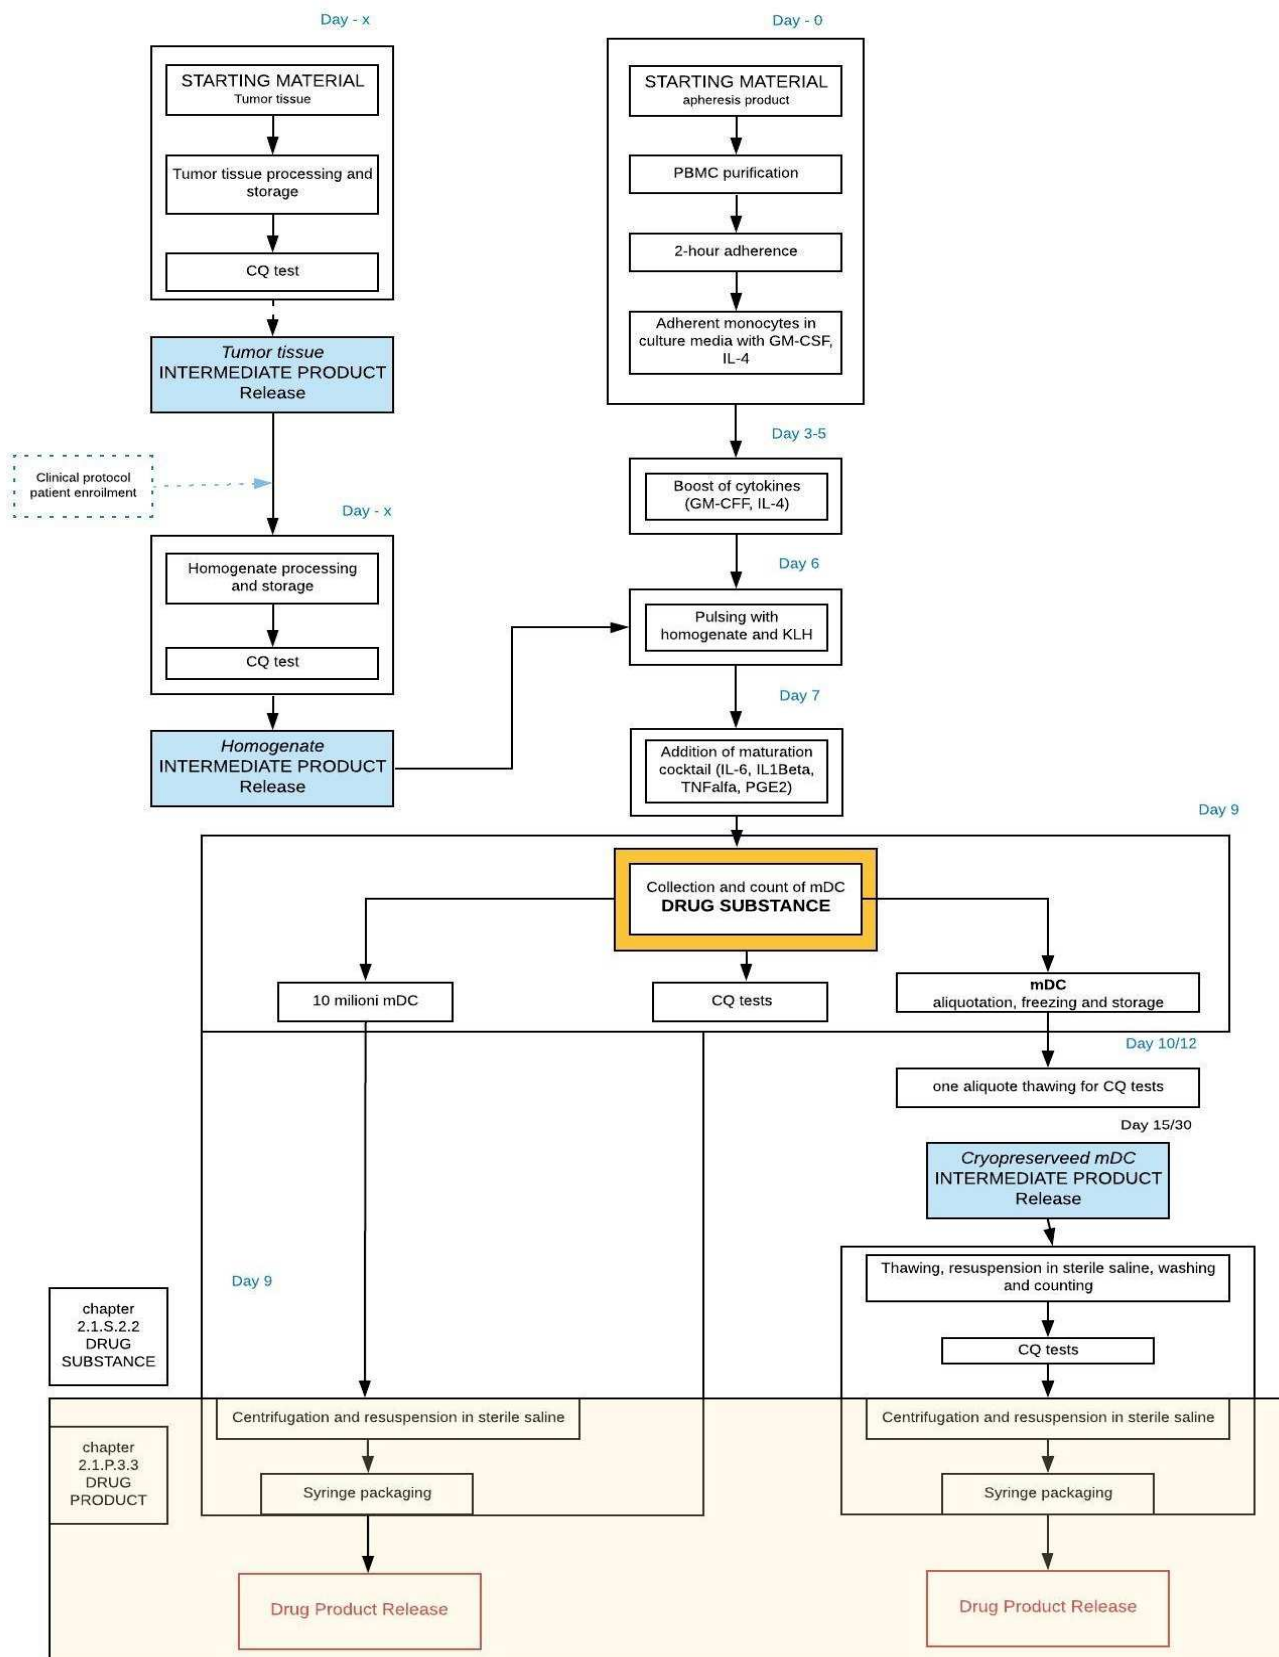 Day - x
STARTING MATERIAL
Tumor tissue
Tumor tissue processing and
storage
CQ test
Tumor tissue
INTERMEDIATE PRODUCT
Release
Clinical protocol
patient enroilment
Day - x
Homogenate processing
and storage
CQ test
Homogenate
INTERMEDIATE PRODUCT
Release
Day - 0
STARTING MATERIAL
apheresis product
PBMC purification
2-hour adherence
Adherent monocytes in
culture media with GM-CSF,
IL-4
Day 3-5
Boost of cytokines
(GM-CFF, IL-4)
Day 6
Pulsing with
homogenate and KLH
Day 7
Addition of maturation
cocktail (IL-6, IL1Beta,
TNFalfa, PGE2)
Day 9
Collection and count of mDC
DRUG SUBSTANCE
10 milioni mDC
CQ tests
mDC
aliquotation, freezing and storage
Day 10/12
one aliquote thawing for CQ tests
Day 15/30
Cryopreserveed mDC
INTERMEDIATE PRODUCT
Release
Day 9
Thawing, resuspension in sterile saline, washing
and counting
CQ tests
chapter
2.1.S.2.2
DRUG
SUBSTANCE
chapter
2.1.P.3.3
DRUG
PRODUCT
Centrifugation and resuspension in sterile saline
Syringe packaging
Drug Product Release
Centrifugation and resuspension in sterile saline
Syringe packaging
Drug Product Release